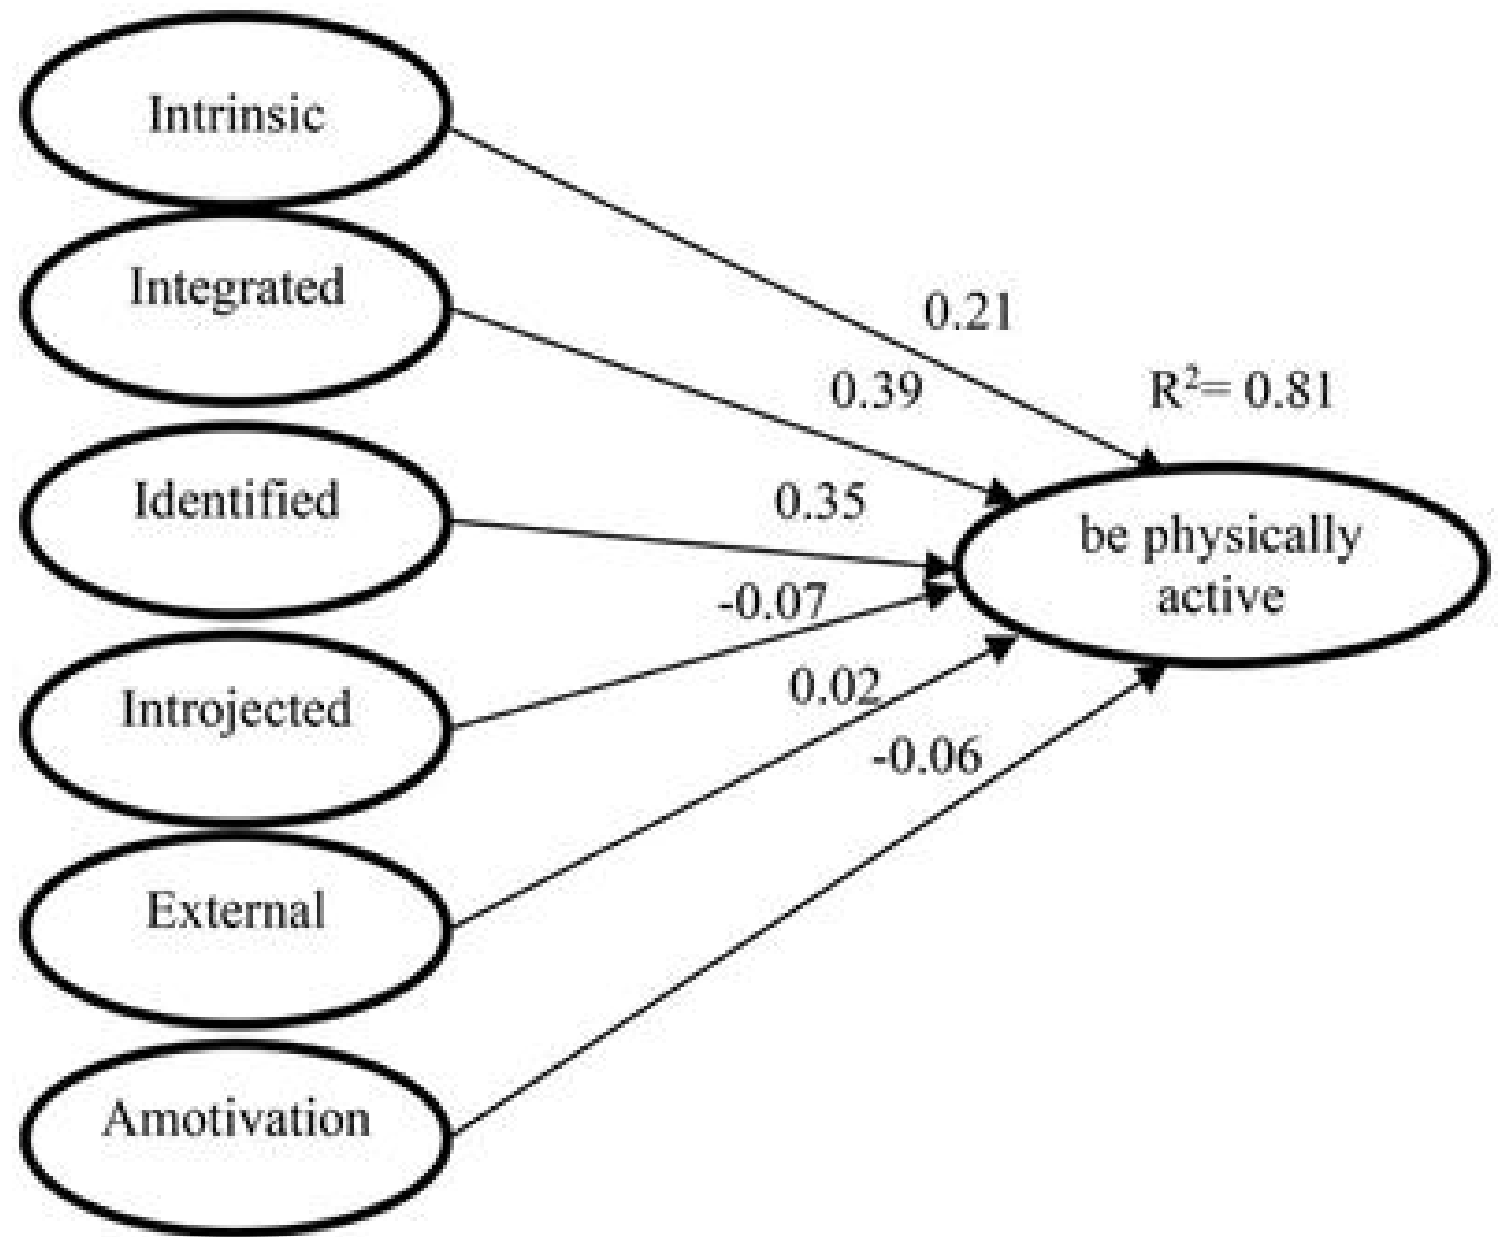 Intrinsic
Integrated
Identified
Introjected
External
Amotivation
0.21
0.39
0.35
-0.07
0.02
-0.06
R²= 0.81
be physically
active